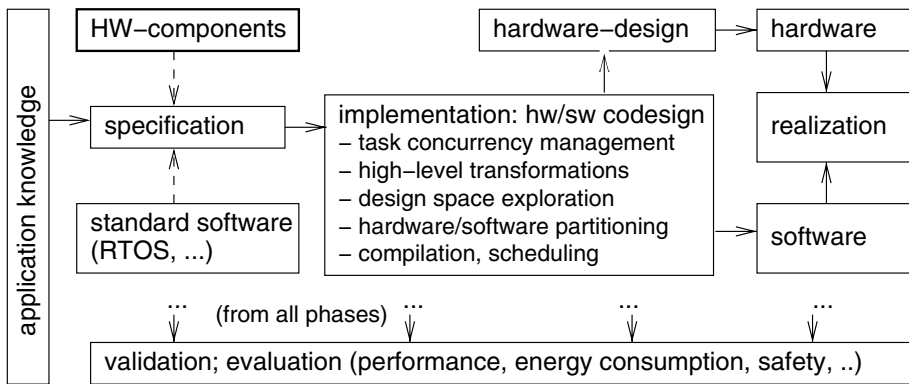 application knowledge
HW−components
hardware−design
hardware
specification
implementation: hw/sw codesign
− task concurrency management
− high−level transformations
− design space exploration
− hardware/software partitioning
− compilation, scheduling
realization
standard software
(RTOS, ...)
software
... (from all phases) ... ... ...
validation; evaluation (performance, energy consumption, safety, ..)